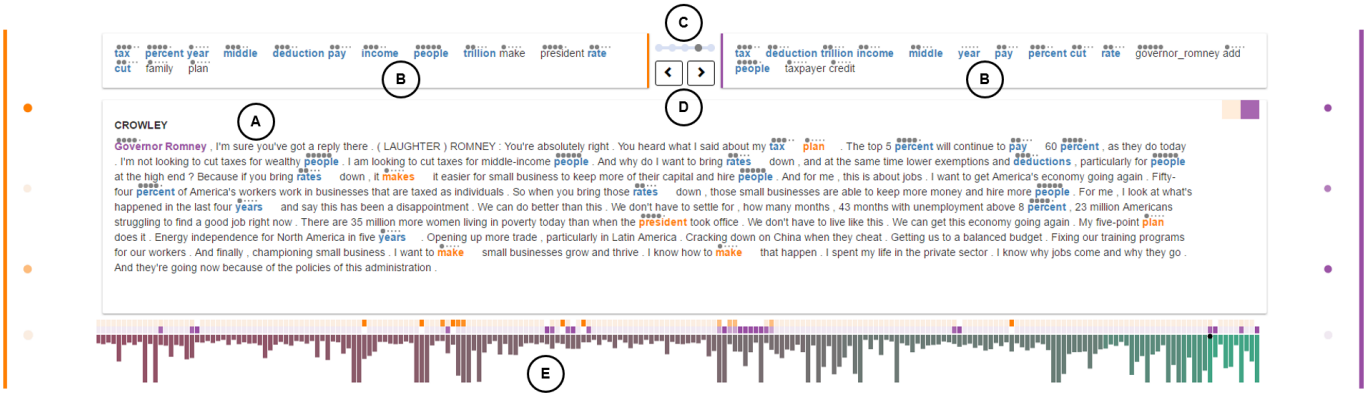 C
tax percent year middle deduction pay income people trillion make president rate
cut family plan
B
tax deduction trillion income middle year pay percent cut rate governor_romney add
people taxpayer credit
B
D
A
CROWLEY
Governor Romney , I'm sure you've got a reply there . ( LAUGHTER ) ROMNEY : You're absolutely right . You heard what I said about my tax plan . The top 5 percent will continue to pay 60 percent , as they do today
. I'm not looking to cut taxes for wealthy people . I am looking to cut taxes for middle-income people . And why do I want to bring rates down , and at the same time lower exemptions and deductions , particularly for people
at the high end ? Because if you bring rates down , it makes it easier for small business to keep more of their capital and hire people . And for me , this is about jobs . I want to get America's economy going again . Fifty-
four percent of America's workers work in businesses that are taxed as individuals . So when you bring those rates down , those small businesses are able to keep more money and hire more people . For me , I look at what's
happened in the last four years and say this has been a disappointment . We can do better than this . We don't have to settle for , how many months , 43 months with unemployment above 8 percent , 23 million Americans
struggling to find a good job right now . There are 35 million more women living in poverty today than when the president took office . We don't have to live like this . We can get this economy going again . My five-point plan
does it . Energy independence for North America in five years . Opening up more trade , particularly in Latin America . Cracking down on China when they cheat . Getting us to a balanced budget . Fixing our training programs
for our workers . And finally , championing small business . I want to make small businesses grow and thrive . I know how to make that happen . I spent my life in the private sector . I know why jobs come and why they go .
And they're going now because of the policies of this administration .
E